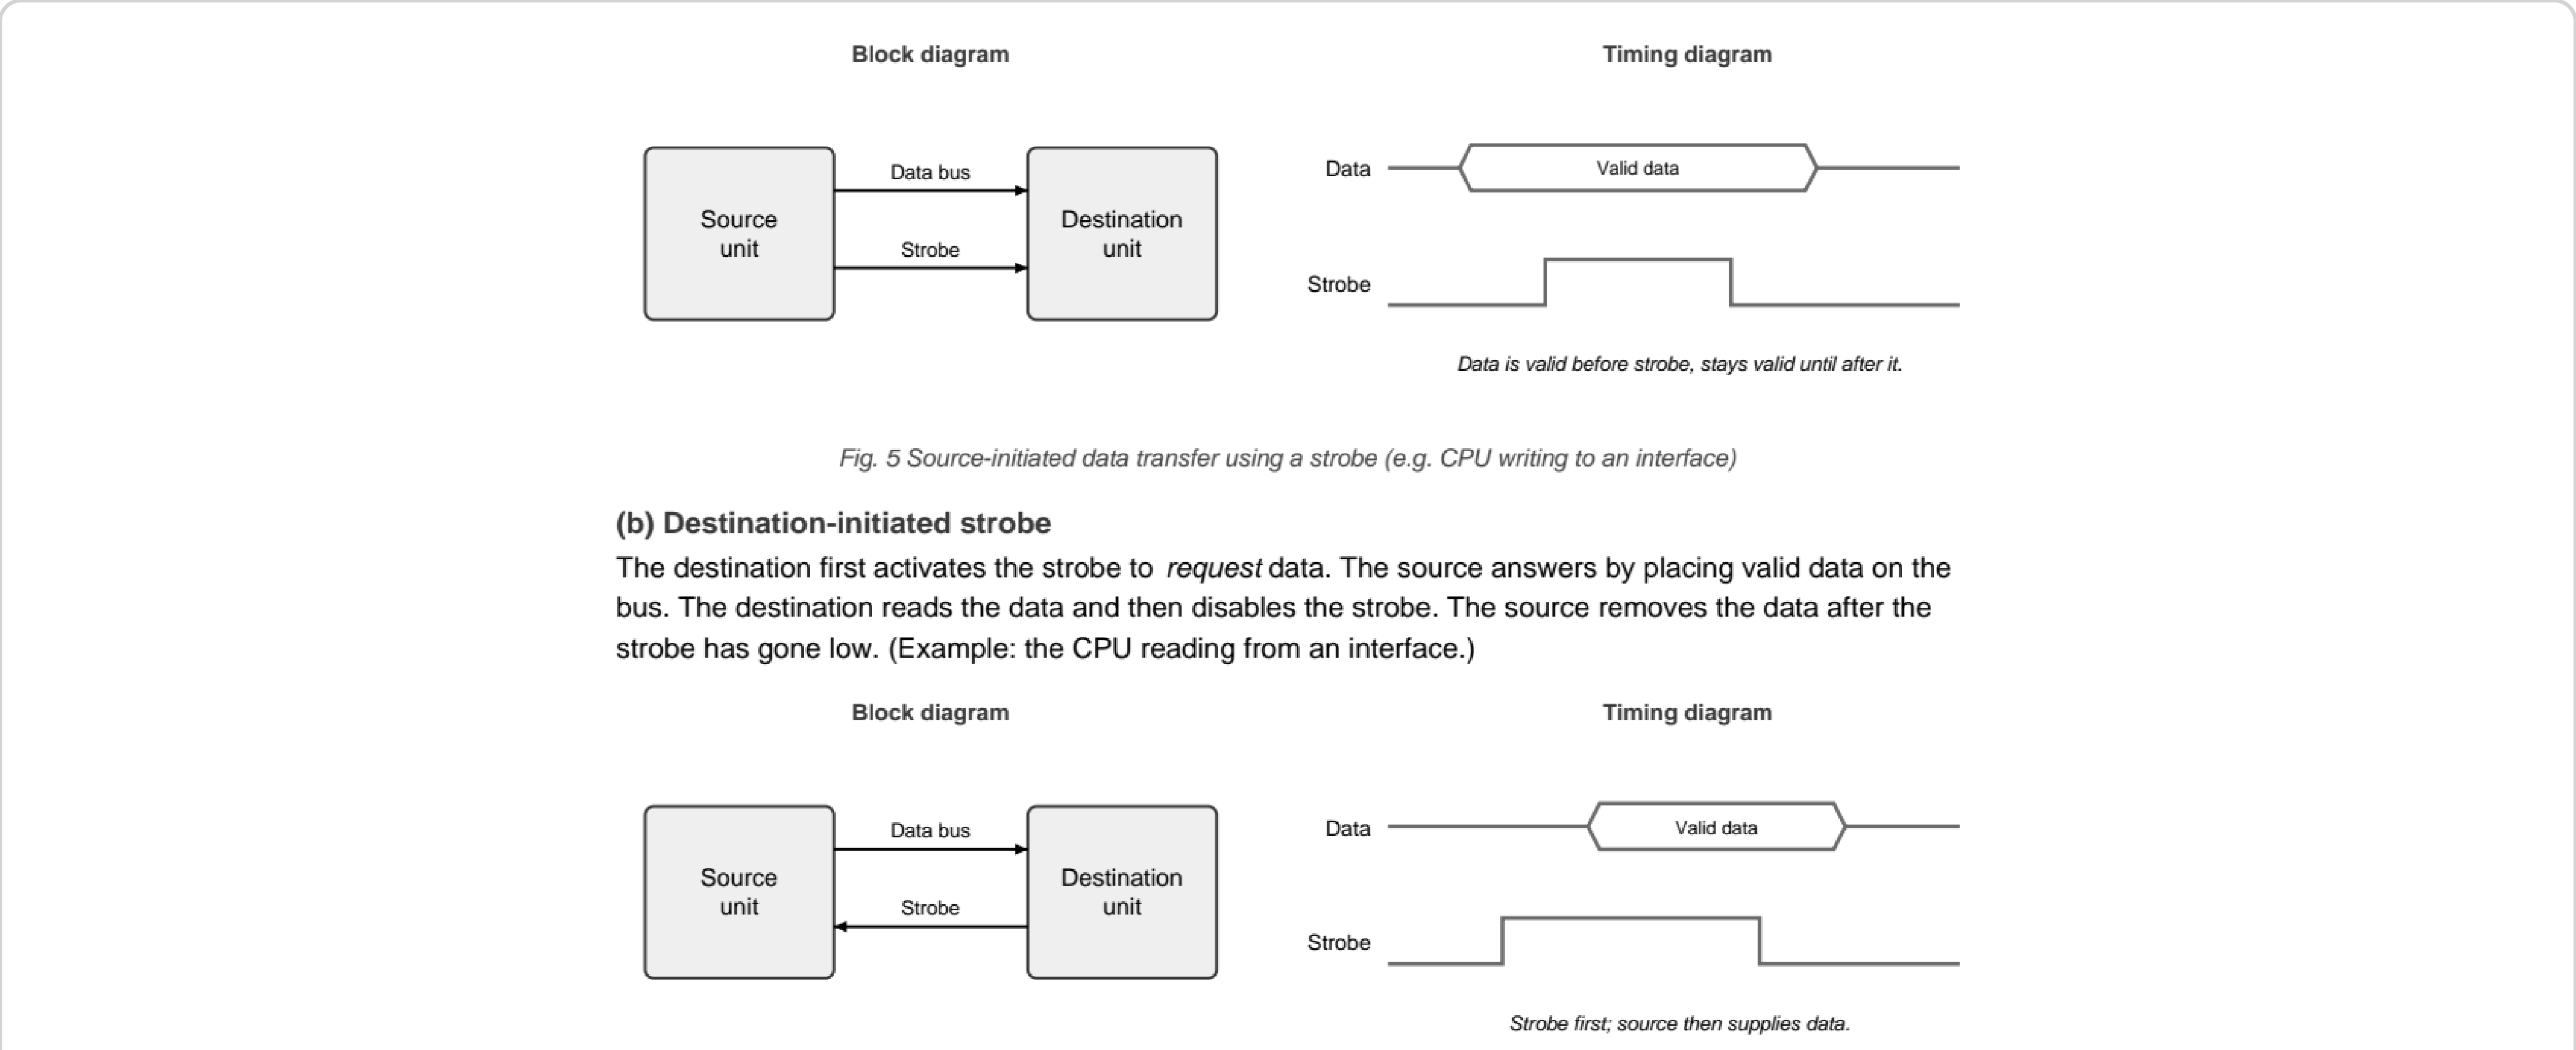 Block diagram
Timing diagram
Data bus
Source
unit
Strobe
Destination
unit
Data
Valid data
Strobe
Data is valid before strobe, stays valid until after it.
Fig. 5 Source-initiated data transfer using a strobe (e.g. CPU writing to an interface)
(b) Destination-initiated strobe
The destination first activates the strobe to request data. The source answers by placing valid data on the
bus. The destination reads the data and then disables the strobe. The source removes the data after the
strobe has gone low. (Example: the CPU reading from an interface.)
Block diagram
Timing diagram
Data bus
Source
unit
Strobe
Destination
unit
Data
Valid data
Strobe
Strobe first; source then supplies data.